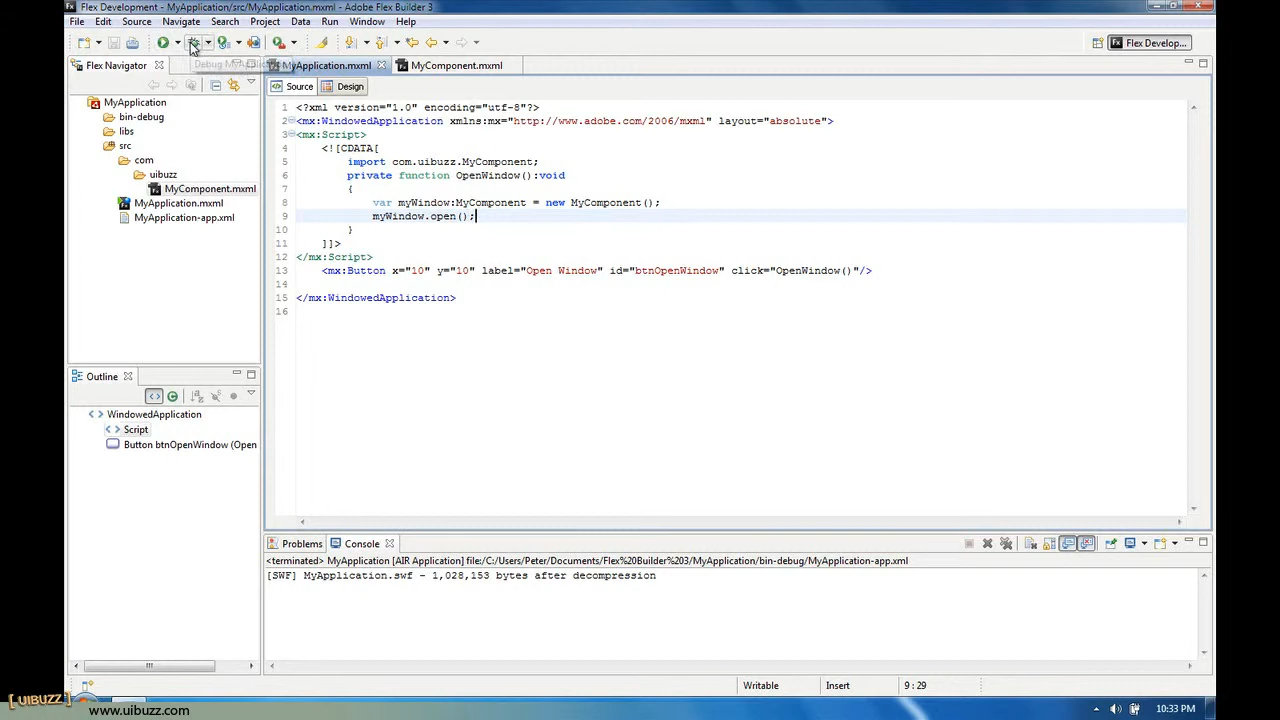 Flex Development - MyApplication/src/MyApplication.mxml - Adobe Flex Builder 3
File Edit Source Navigate Search Project Data Run Window Help
Flex Develop...
Flex Navigator
Debug MyApplication
MyApplication.mxml
MyComponent.mxml
Source
Design
MyApplication
bin-debug
libs
src
com
uibuzz
MyComponent.mxml
MyApplication.mxml
MyApplication-app.xml
1 <?xml version="1.0" encoding="utf-8"?>
2 <mx:WindowedApplication xmlns:mx="http://www.adobe.com/2006/mxml" layout="absolute">
3 <mx:Script>
4 <![CDATA[
5 import com.uibuzz.MyComponent;
6 private function OpenWindow():void
7 {
8 var myWindow:MyComponent = new MyComponent();
9 myWindow.open();
10 }
11 ]]>
12 </mx:Script>
13 <mx:Button x="10" y="10" label="Open Window" id="btnOpenWindow" click="OpenWindow()"/>
14
15 </mx:WindowedApplication>
16
Outline
WindowedApplication
Script
Button btnOpenWindow (Open
Problems
Console
<terminated> MyApplication [AIR Application] file:/C:/Users/Peter/Documents/Flex%20Builder%203/MyApplication/bin-debug/MyApplication-app.xml
[SWF] MyApplication.swf - 1,028,153 bytes after decompression
Writable
Insert
9 : 29
[UIBUZZ]
www.uibuzz.com
10:33 PM